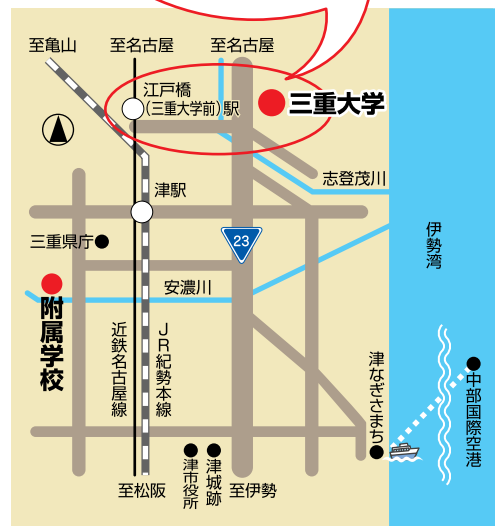 至亀山
至名古屋
至名古屋
江戸橋
(三重大学前)駅
三重大学
志登茂川
津駅
三重県庁
23
伊勢湾
安濃川
附属学校
近鉄名古屋線
JR紀勢本線
津なぎさまち
中部国際空港
津市役所
津城跡
至松阪
至伊勢